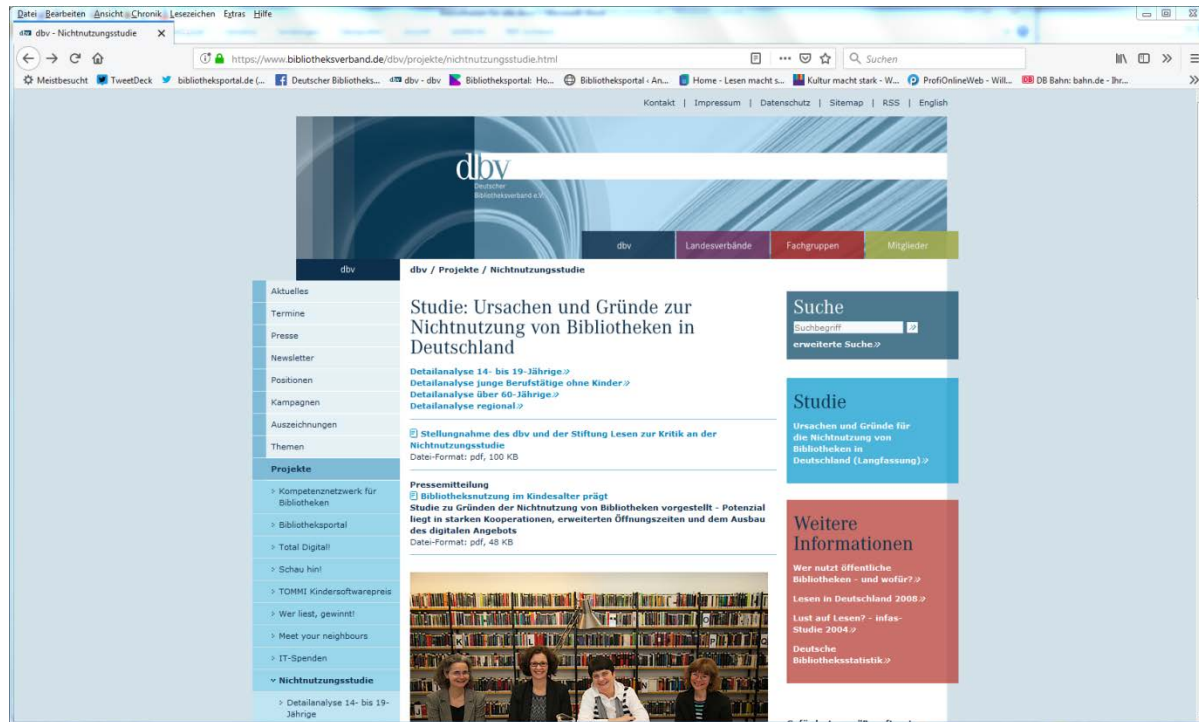 Datei Bearbeiten Ansicht Chronik Lesezeichen Extras Hilfe
dbv - Nichtnutzungsstudie
https://www.bibliotheksverband.de/dbv/projekte/nichtnutzungsstudie.html
Suchen
Meistbesucht TweetDeck bibliotheksportal.de (... Deutscher Bibliotheks... dbv - dbv Bibliotheksportal: Ho... Bibliotheksportal ‹ An... Home - Lesen macht s... Kultur macht stark - W... ProfiOnlineWeb - Will... DB Bahn: bahn.de - Ihr...
Kontakt | Impressum | Datenschutz | Sitemap | RSS | English
dbv
Deutscher
Bibliotheksverband e.V.
dbv Landesverbände Fachgruppen Mitglieder
dbv
Aktuelles
Termine
Presse
Newsletter
Positionen
Kampagnen
Auszeichnungen
Themen
Projekte
Kompetenznetzwerk für
Bibliotheken
Bibliotheksportal
Total Digital!
Schau hin!
TOMMI Kindersoftwarepreis
Wer liest, gewinnt!
Meet your neighbours
IT-Spenden
Nichtnutzungsstudie
Detailanalyse 14- bis 19-
Jährige
dbv / Projekte / Nichtnutzungsstudie
Studie: Ursachen und Gründe zur
Nichtnutzung von Bibliotheken in
Deutschland
Detailanalyse 14- bis 19-Jährige
Detailanalyse junge Berufstätige ohne Kinder
Detailanalyse über 60-Jährige
Detailanalyse regional
Stellungnahme des dbv und der Stiftung Lesen zur Kritik an der
Nichtnutzungsstudie
Datei-Format: pdf, 100 KB
Pressemitteilung
Bibliotheksnutzung im Kindesalter prägt
Studie zu Gründen der Nichtnutzung von Bibliotheken vorgestellt - Potenzial
liegt in starken Kooperationen, erweiterten Öffnungszeiten und dem Ausbau
des digitalen Angebots
Datei-Format: pdf, 48 KB
Suche
Suchbegriff
erweiterte Suche
Studie
Ursachen und Gründe für
die Nichtnutzung von
Bibliotheken in
Deutschland (Langfassung)
Weitere
Informationen
Wer nutzt öffentliche
Bibliotheken - und wofür?
Lesen in Deutschland 2008
Lust auf Lesen? - infas-
Studie 2004
Deutsche
Bibliotheksstatistik